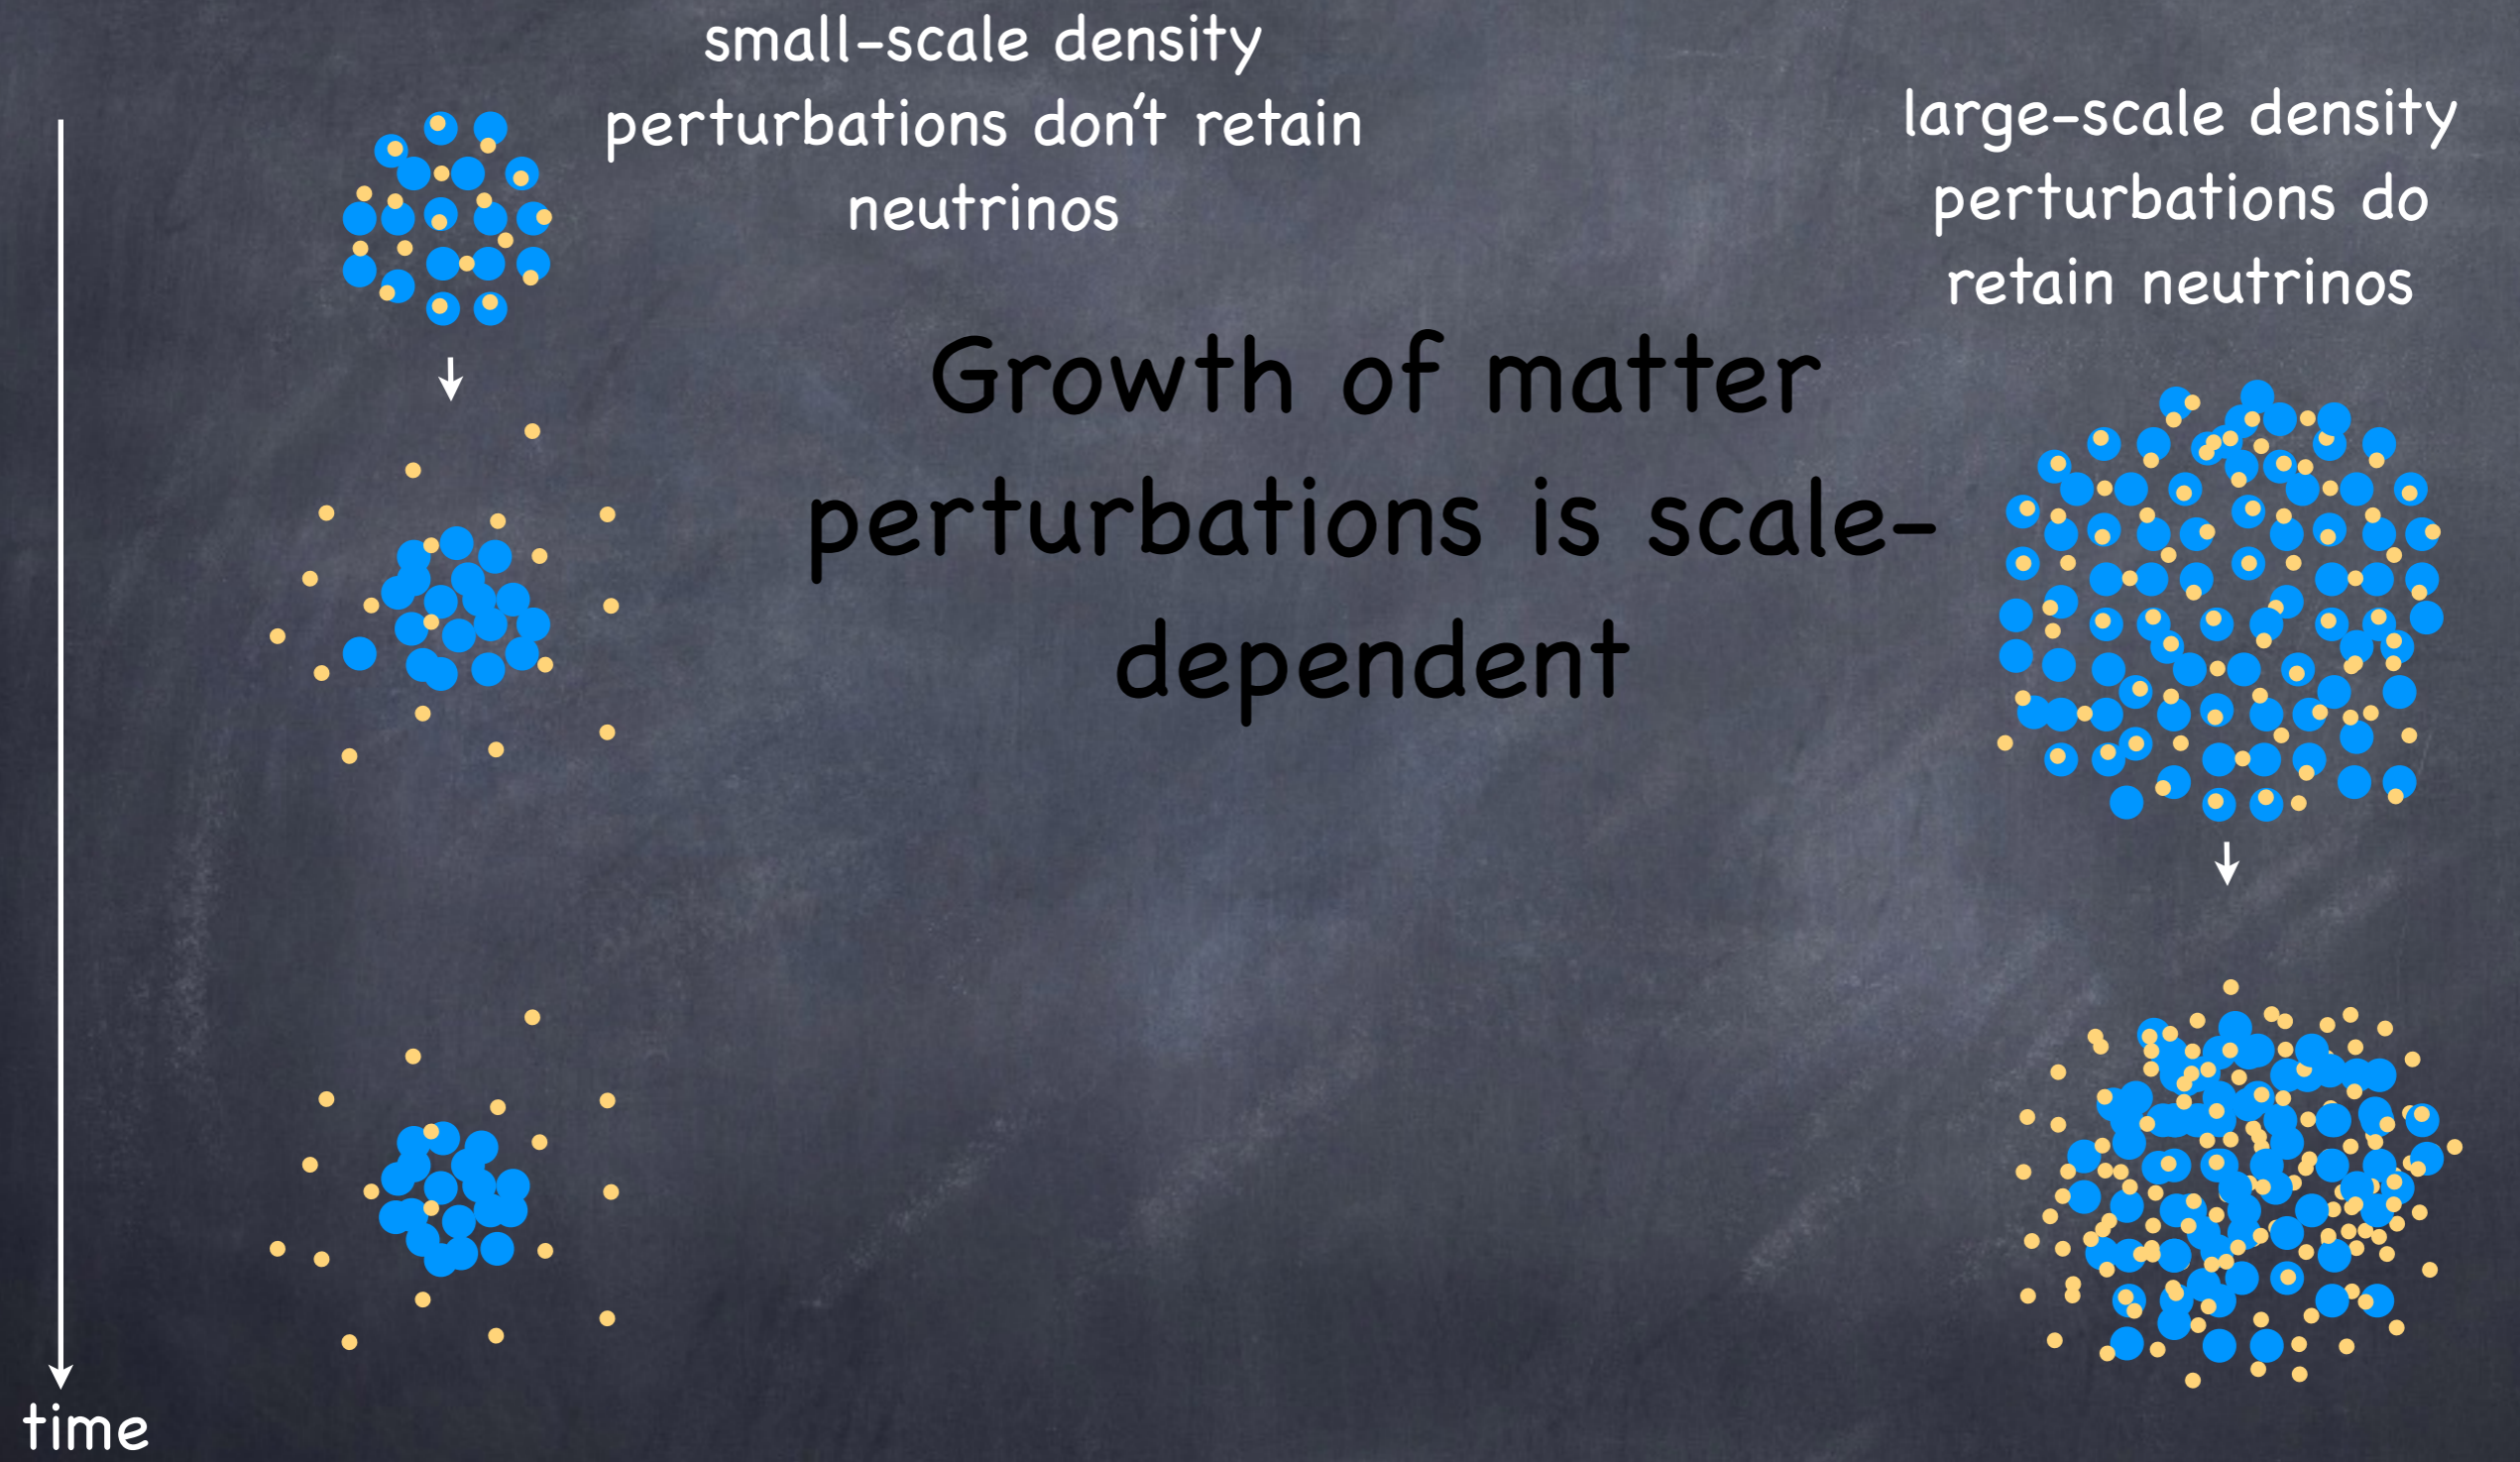 small-scale density
perturbations don't retain
neutrinos
large-scale density
perturbations do
retain neutrinos
Growth of matter
perturbations is scale-
dependent
time